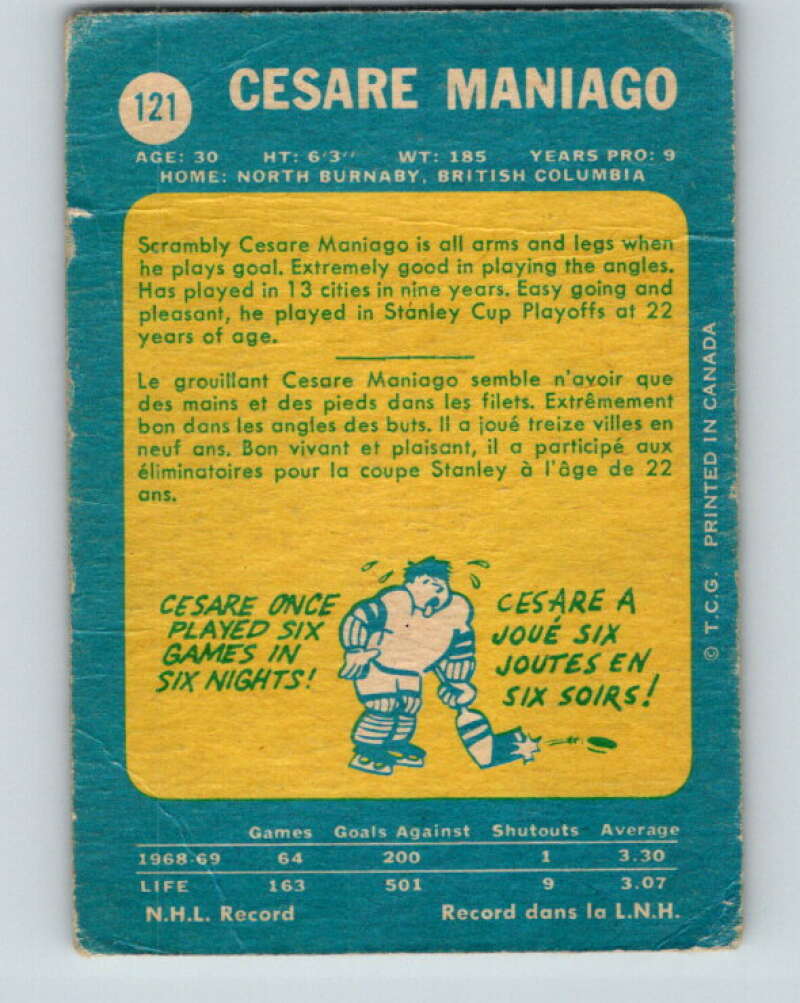 121
CESARE MANIAGO
AGE: 30 HT: 6'3'' WT: 185 YEARS PRO: 9
HOME: NORTH BURNABY, BRITISH COLUMBIA
Scrambly Cesare Maniago is all arms and legs when
he plays goal. Extremely good in playing the angles.
Has played in 13 cities in nine years. Easy going and
pleasant, he played in Stanley Cup Playoffs at 22
years of age.
Le grouillant Cesare Maniago semble n'avoir que
des mains et des pieds dans les filets. Extrêmement
bon dans les angles des buts. Il a joué treize villes en
neuf ans. Bon vivant et plaisant, il a participé aux
éliminatoires pour la coupe Stanley à l'âge de 22
ans.
CESARE ONCE
PLAYED SIX
GAMES IN
SIX NIGHTS!
CESARE A
JOUÉ SIX
JOUTES EN
SIX SOIRS!
© T.C.G. PRINTED IN CANADA
Games Goals Against Shutouts Average
1968-69 64 200 1 3.30
LIFE 163 501 9 3.07
N.H.L. Record Record dans la L.N.H.